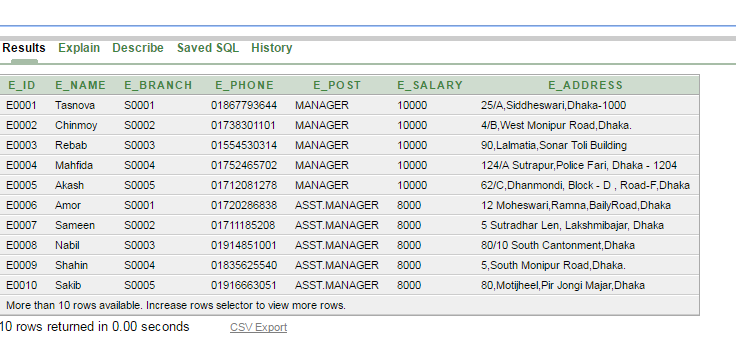 Results Explain Describe Saved SQL History
E_ID E_NAME E_BRANCH E_PHONE E_POST E_SALARY E_ADDRESS
E0001 Tasnova S0001 01867793644 MANAGER 10000 25/A,Siddheswari,Dhaka-1000
E0002 Chinmoy S0002 01738301101 MANAGER 10000 4/B,West Monipur Road,Dhaka.
E0003 Rebab S0003 01554530314 MANAGER 10000 90,Lalmatia,Sonar Toli Building
E0004 Mahfida S0004 01752465702 MANAGER 10000 124/A Sutrapur,Police Fari, Dhaka - 1204
E0005 Akash S0005 01712081278 MANAGER 10000 62/C,Dhanmondi, Block - D , Road-F,Dhaka
E0006 Amor S0001 01720286838 ASST.MANAGER 8000 12 Moheswari,Ramna,BailyRoad,Dhaka
E0007 Sameen S0002 01711185208 ASST.MANAGER 8000 5 Sutradhar Len, Lakshmibajar, Dhaka
E0008 Nabil S0003 01914851001 ASST.MANAGER 8000 80/10 South Cantonment,Dhaka
E0009 Shahin S0004 01835625540 ASST.MANAGER 8000 5,South Monipur Road,Dhaka.
E0010 Sakib S0005 01916663051 ASST.MANAGER 8000 80,Motijheel,Pir Jongi Majar,Dhaka
More than 10 rows available. Increase rows selector to view more rows.
10 rows returned in 0.00 seconds CSV Export